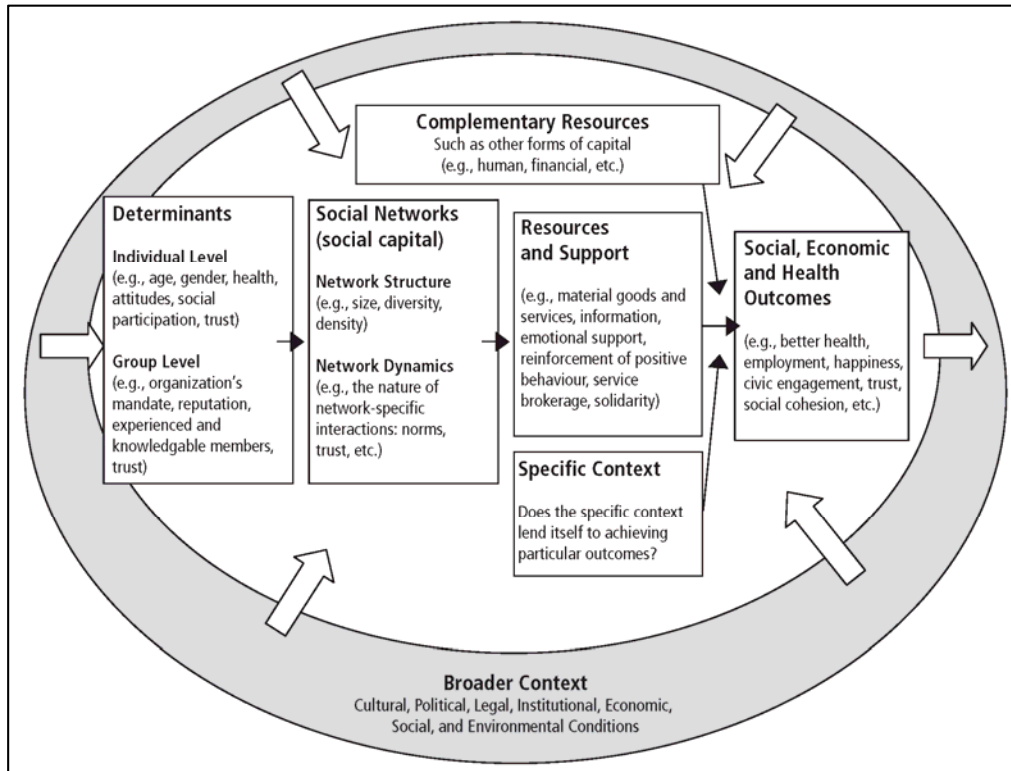 Complementary Resources
Such as other forms of capital
(e.g., human, financial, etc.)
Determinants
Individual Level
(e.g., age, gender, health,
attitudes, social
participation, trust)
Group Level
(e.g., organization's
mandate, reputation,
experienced and
knowledgable members,
trust)
Social Networks
(social capital)
Network Structure
(e.g., size, diversity,
density)
Network Dynamics
(e.g., the nature of
network-specific
interactions: norms,
trust, etc.)
Resources
and Support
(e.g., material goods and
services, information,
emotional support,
reinforcement of positive
behaviour, service
brokerage, solidarity)
Specific Context
Does the specific context
lend itself to achieving
particular outcomes?
Social, Economic
and Health
Outcomes
(e.g., better health,
employment, happiness,
civic engagement, trust,
social cohesion, etc.)
Broader Context
Cultural, Political, Legal, Institutional, Economic,
Social, and Environmental Conditions